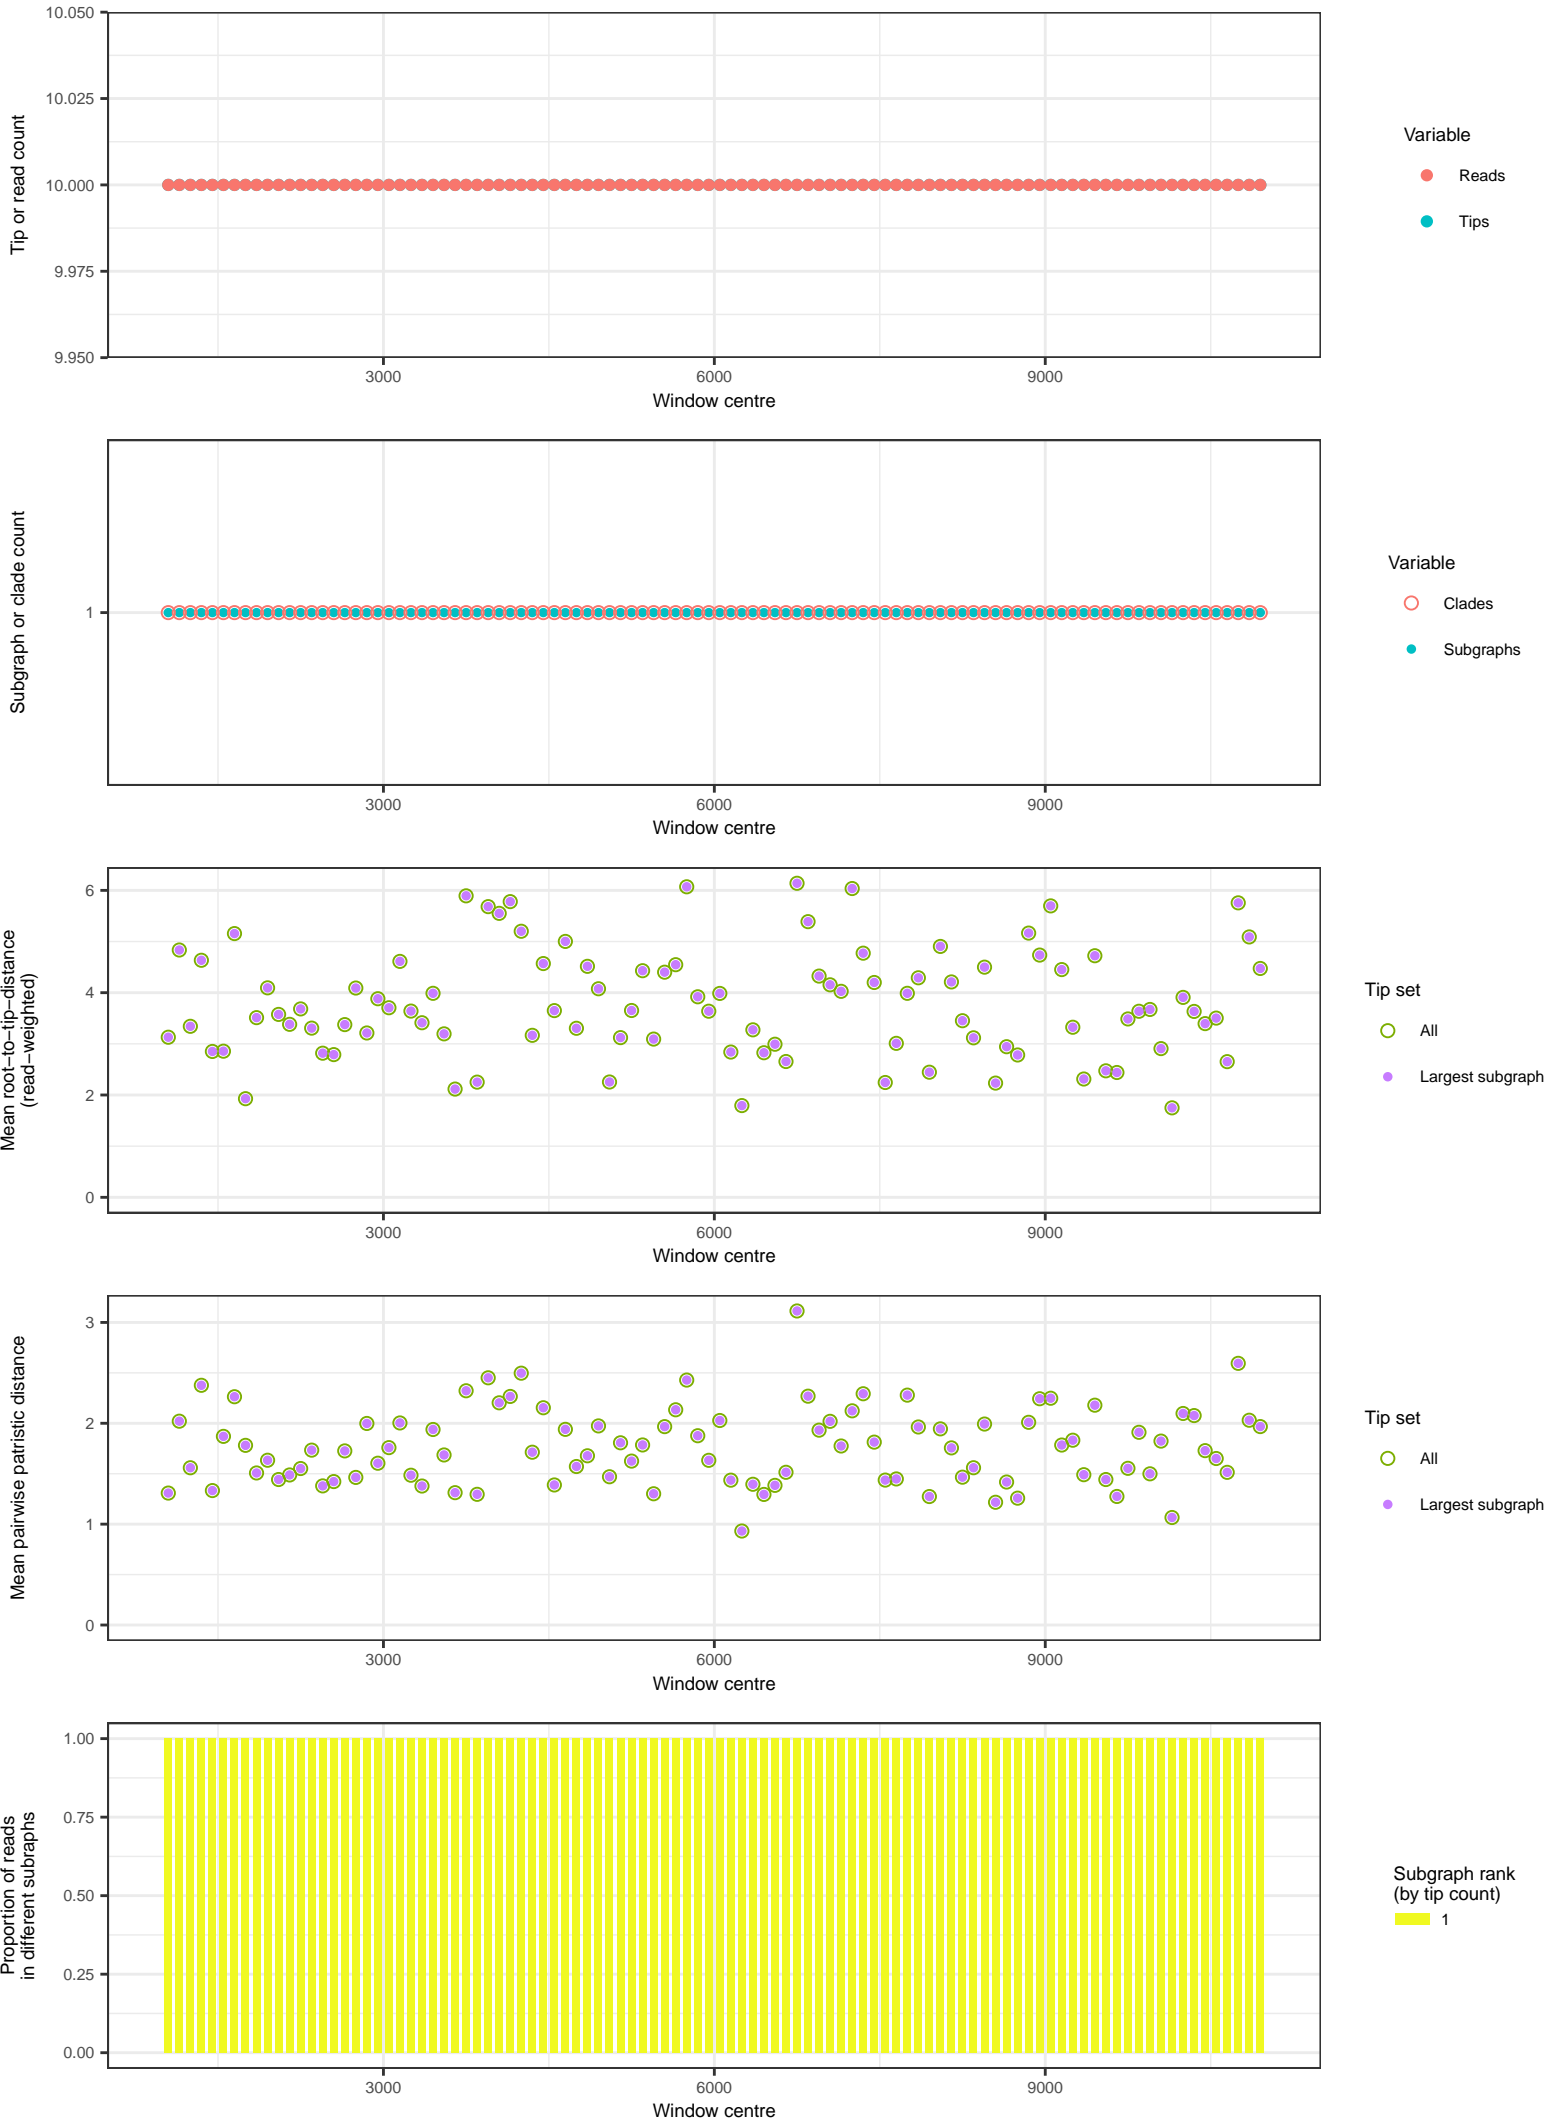 10.050
10.025
10.000
9.975
9.950
Tip or read count
3000
6000
9000
Window centre
Variable
Reads
Tips
1
Subgraph or clade count
3000
6000
9000
Window centre
Variable
Clades
Subgraphs
6
4
2
0
Mean root−to−tip−distance
(read−weighted)
3000
6000
9000
Window centre
Tip set
All
Largest subgraph
3
2
1
0
Mean pairwise patristic distance
3000
6000
9000
Window centre
Tip set
All
Largest subgraph
1.00
0.75
0.50
0.25
0.00
Proportion of reads
in different subraphs
3000
6000
9000
Window centre
Subgraph rank
(by tip count)
1